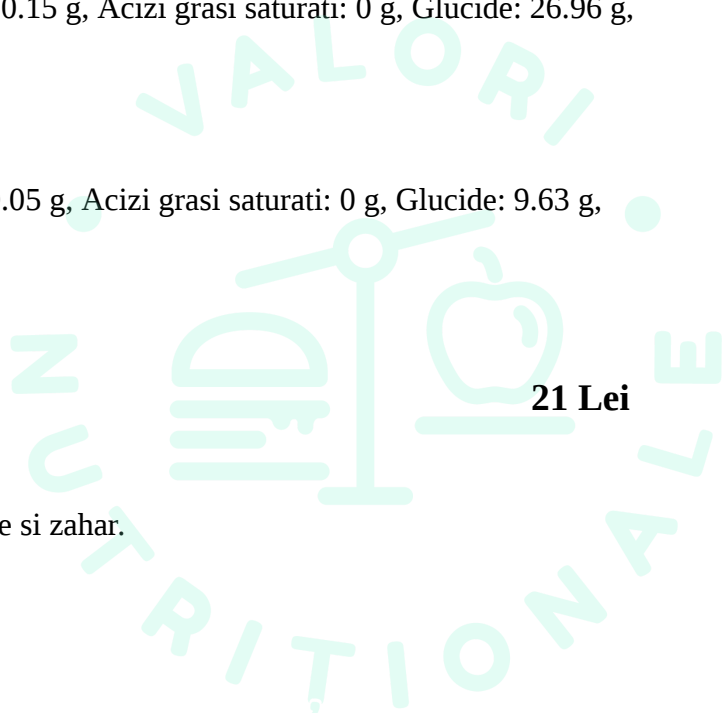 0.15 g, Acizi grasi saturati: 0 g, Glucide: 26.96 g,
VALORI
.05 g, Acizi grasi saturati: 0 g, Glucide: 9.63 g,
21 Lei
e si zahar.
NUTRIȚIONALE